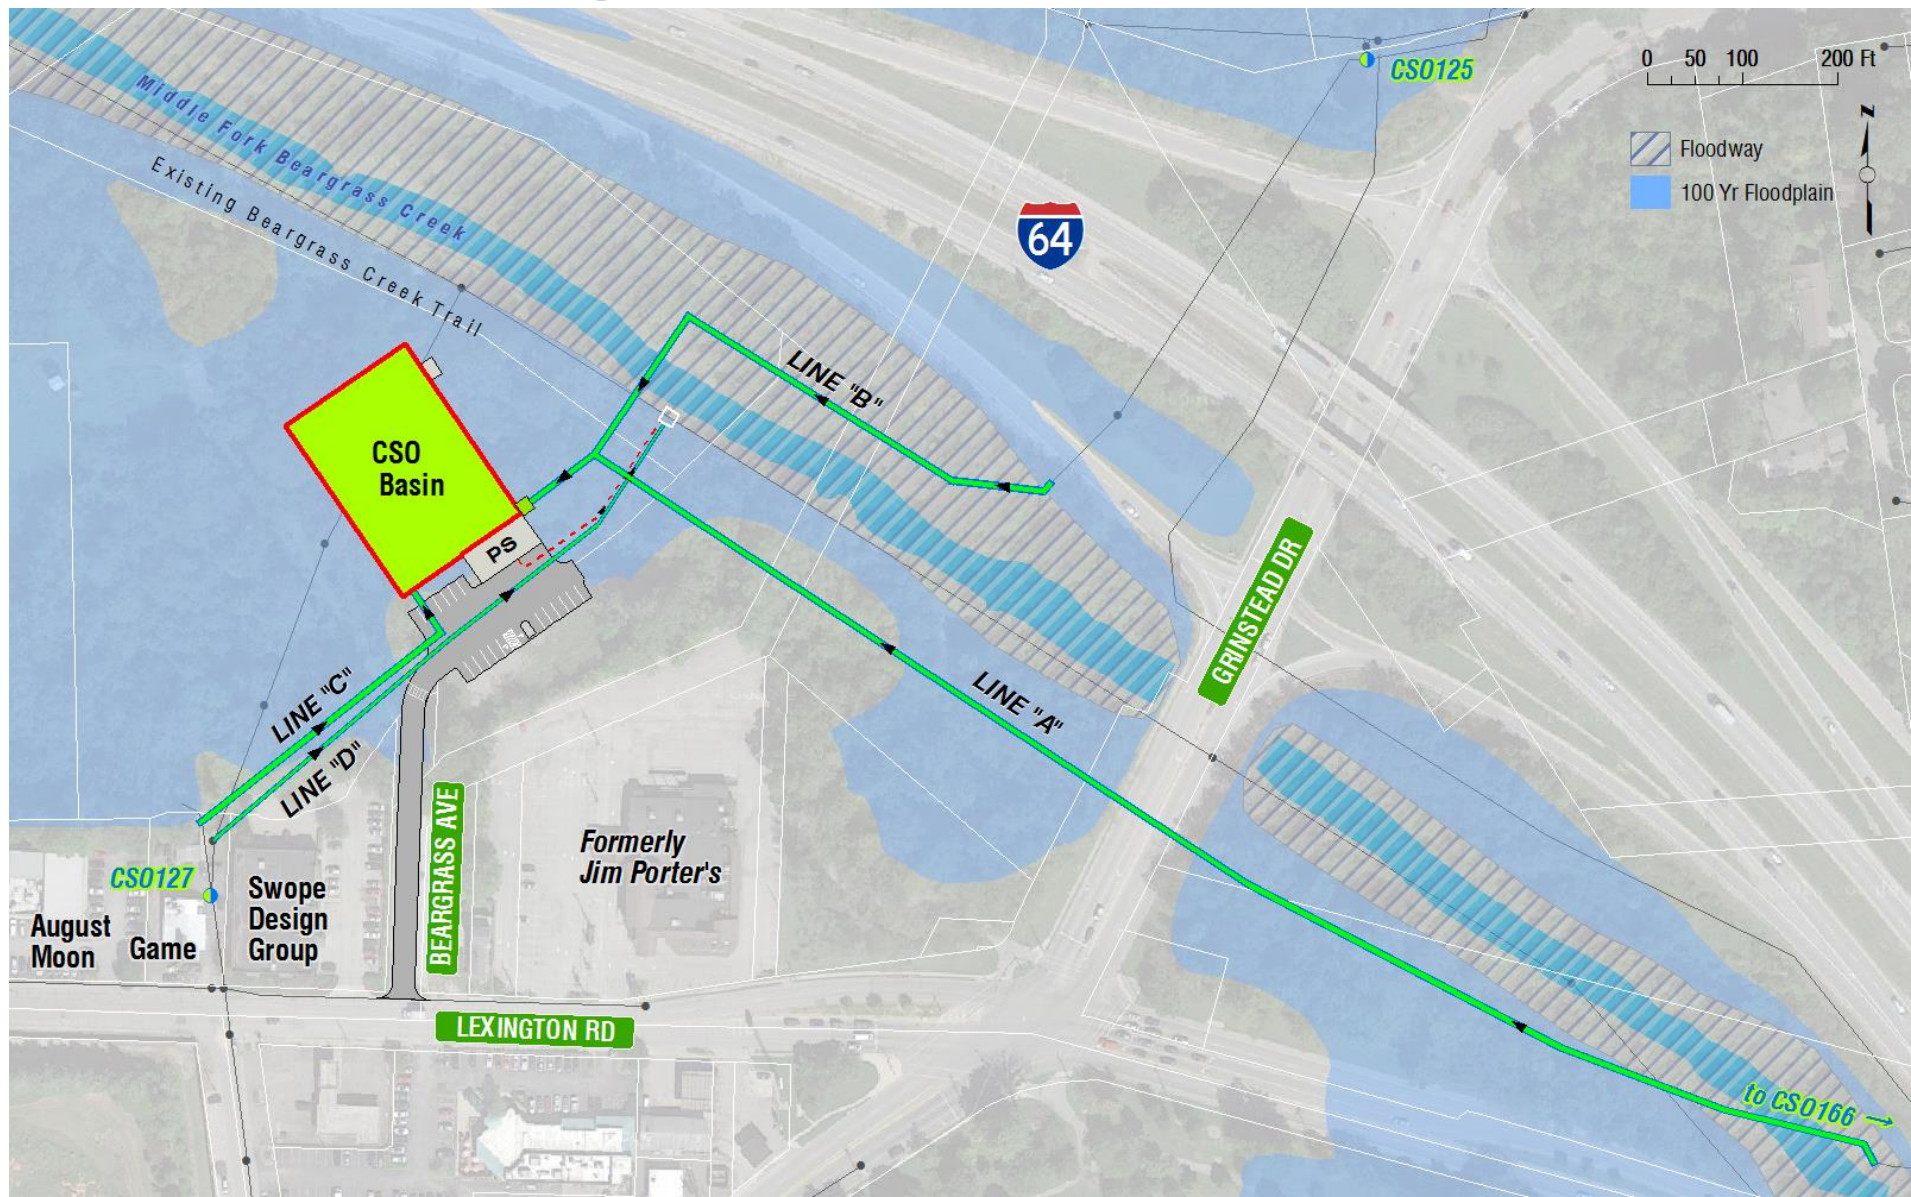 0 50 100 200 Ft
CSO125
N
Floodway
100 Yr Floodplain
Middle Fork Beargrass Creek
Existing Beargrass Creek Trail
64
LINE "B"
CSO
Basin
PS
GRINSTEAD DR
LINE "C"
LINE "A"
LINE "D"
BEARGRASS AVE
Formerly
Jim Porter's
CSO127
Swope
Design
Group
August
Moon
Game
LEXINGTON RD
to CSO166